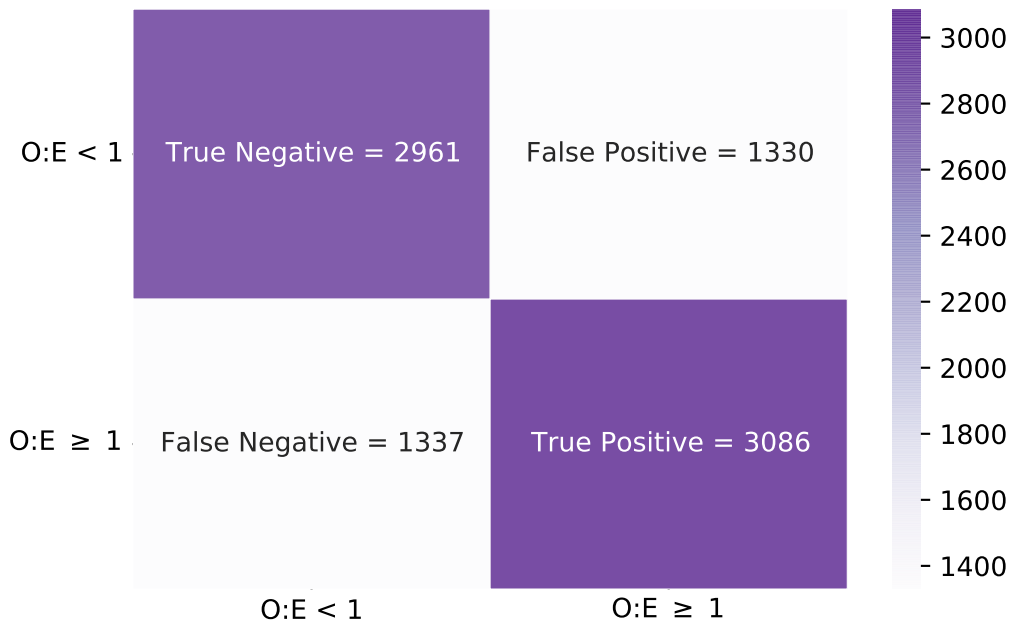 O:E < 1
True Negative = 2961
False Positive = 1330
O:E ≥ 1
False Negative = 1337
True Positive = 3086
O:E < 1
O:E ≥ 1
3000
2800
2600
2400
2200
2000
1800
1600
1400